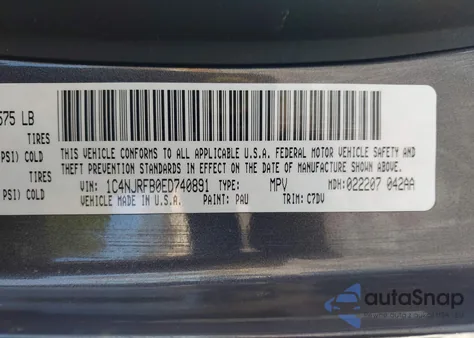 575 LB
TIRES
PSI) COLD
TIRES
PSI) COLD
THIS VEHICLE CONFORMS TO ALL APPLICABLE U.S.A. FEDERAL MOTOR VEHICLE SAFETY, BUMPER,
AND THEFT PREVENTION STANDARDS IN EFFECT ON THE DATE OF MANUFACTURE SHOWN ABOVE.
VIN: 1C4NJRFB0ED740891 TYPE: MPV MDH: 022207 042AA
VEHICLE MADE IN U.S.A. PAINT: PAU TRIM: C7DV
autoSnap